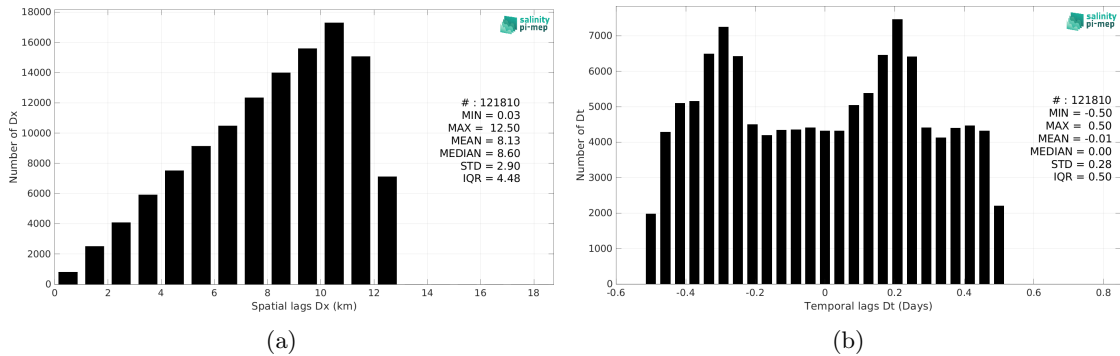 18000
16000
14000
12000
10000
8000
6000
4000
2000
0
Number of Dx
0 2 4 6 8 10 12 14 16 18
Spatial lags Dx (km)
salinity
pi-mep
# : 121810
MIN = 0.03
MAX = 12.50
MEAN = 8.13
MEDIAN = 8.60
STD = 2.90
IQR = 4.48
(a)
7000
6000
5000
4000
3000
2000
1000
0
Number of Dt
-0.6 -0.4 -0.2 0 0.2 0.4 0.6 0.8
Temporal lags Dt (Days)
salinity
pi-mep
# : 121810
MIN = -0.50
MAX = 0.50
MEAN = -0.01
MEDIAN = 0.00
STD = 0.28
IQR = 0.50
(b)